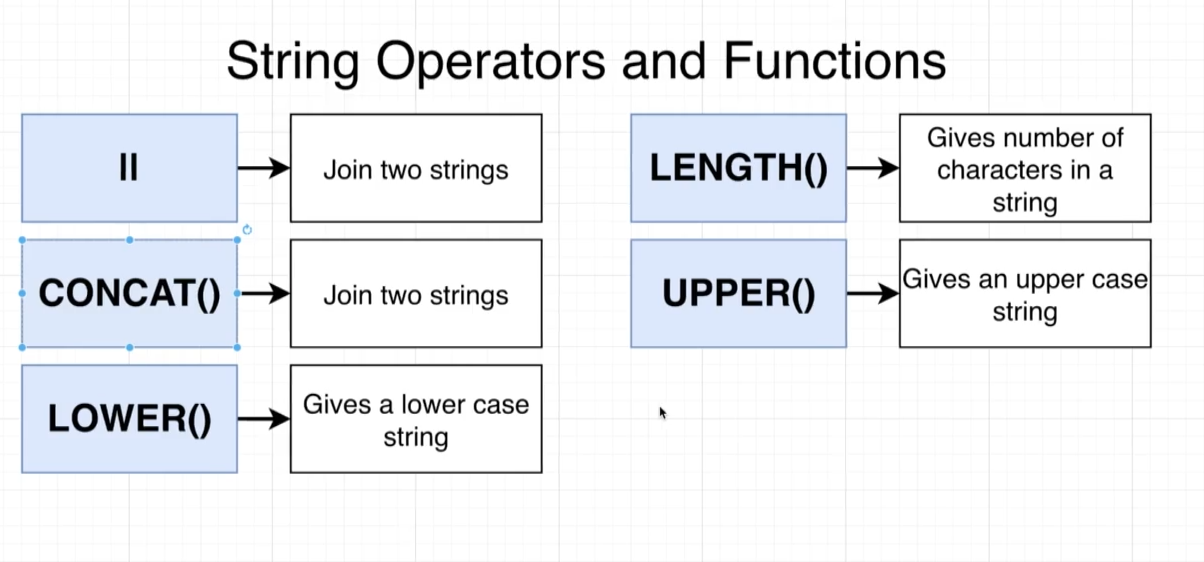 String Operators and Functions
||
Join two strings
CONCAT()
Join two strings
LOWER()
Gives a lower case
string
LENGTH()
Gives number of
characters in a
string
UPPER()
Gives an upper case
string